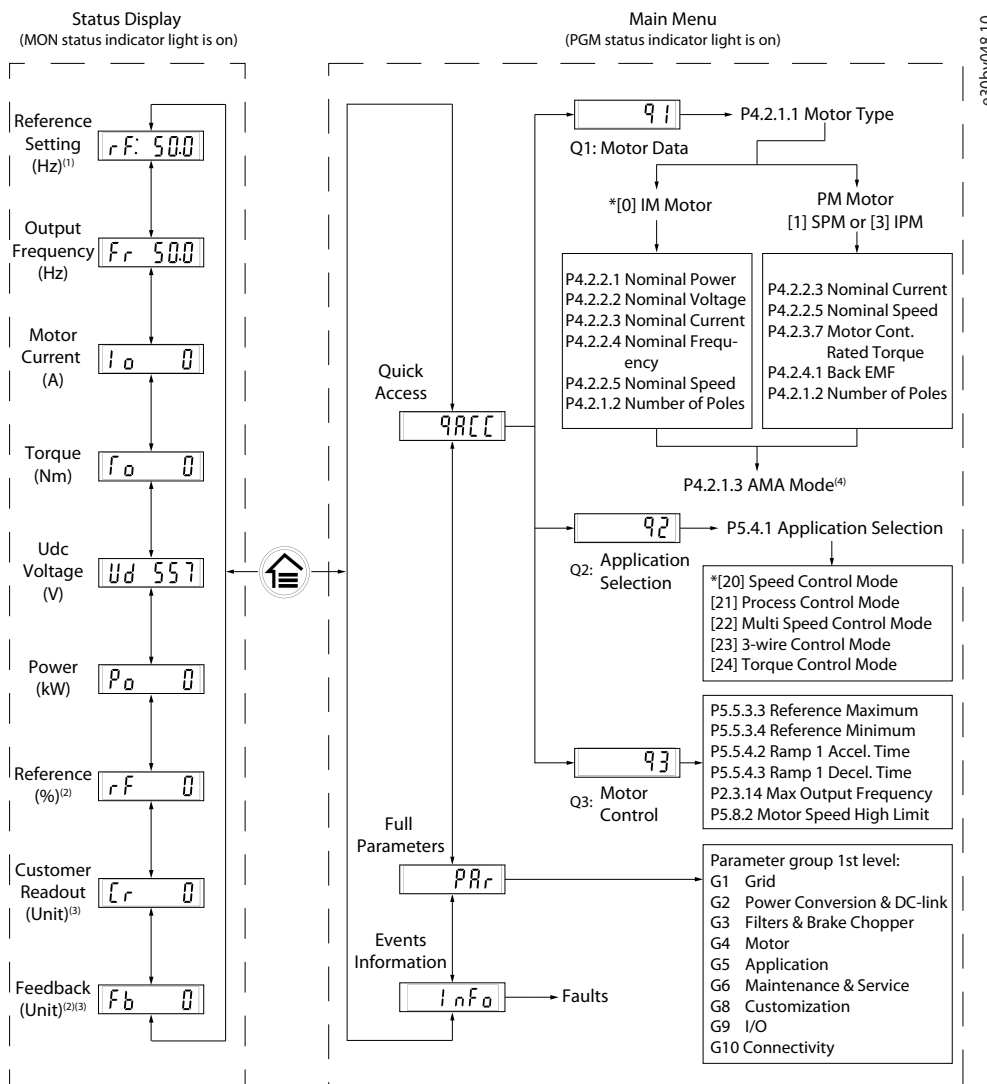 Status Display
(MON status indicator light is on)
Main Menu
(PGM status indicator light is on)
e30bv048.10
Reference
Setting
(Hz)(1)
rF: 50.0
Output
Frequency
(Hz)
Fr 50.0
Motor
Current
(A)
Io 0
Torque
(Nm)
To 0
Udc
Voltage
(V)
Ud 557
Power
(kW)
Po 0
Reference
(%)(2)
rF 0
Customer
Readout
(Unit)(3)
Cr 0
Feedback
(Unit)(2)(3)
Fb 0
Quick
Access
qACC
q1
Q1: Motor Data
P4.2.1.1 Motor Type
*[0] IM Motor
PM Motor
[1] SPM or [3] IPM
P4.2.2.1 Nominal Power
P4.2.2.2 Nominal Voltage
P4.2.2.3 Nominal Current
P4.2.2.4 Nominal Frequ-
ency
P4.2.2.5 Nominal Speed
P4.2.1.2 Number of Poles
P4.2.2.3 Nominal Current
P4.2.2.5 Nominal Speed
P4.2.3.7 Motor Cont.
Rated Torque
P4.2.4.1 Back EMF
P4.2.1.2 Number of Poles
P4.2.1.3 AMA Mode(4)
q2
Q2: Application
Selection
P5.4.1 Application Selection
*[20] Speed Control Mode
[21] Process Control Mode
[22] Multi Speed Control Mode
[23] 3-wire Control Mode
[24] Torque Control Mode
q3
Q3: Motor
Control
P5.5.3.3 Reference Maximum
P5.5.3.4 Reference Minimum
P5.5.4.2 Ramp 1 Accel. Time
P5.5.4.3 Ramp 1 Decel. Time
P2.3.14 Max Output Frequency
P5.8.2 Motor Speed High Limit
Full
Parameters
PAr
Parameter group 1st level:
G1 Grid
G2 Power Conversion & DC-link
G3 Filters & Brake Chopper
G4 Motor
G5 Application
G6 Maintenance & Service
G8 Customization
G9 I/O
G10 Connectivity
Events
Information
InFo
Faults